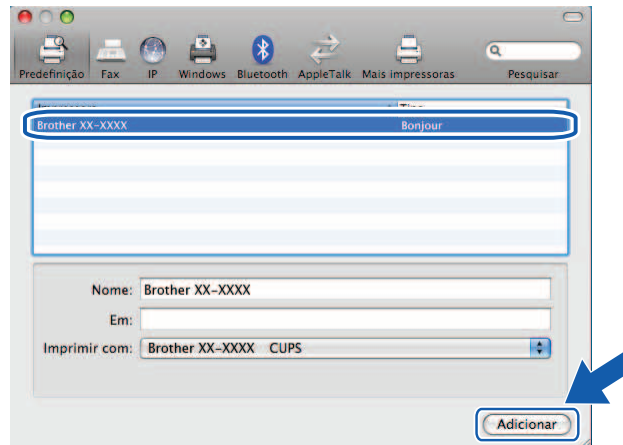 Predefinição Fax IP Windows Bluetooth AppleTalk Mais impressoras Pesquisar
Brother XX-XXXX Bonjour
Nome: Brother XX-XXXX
Em:
Imprimir com: Brother XX-XXXX CUPS
Adicionar